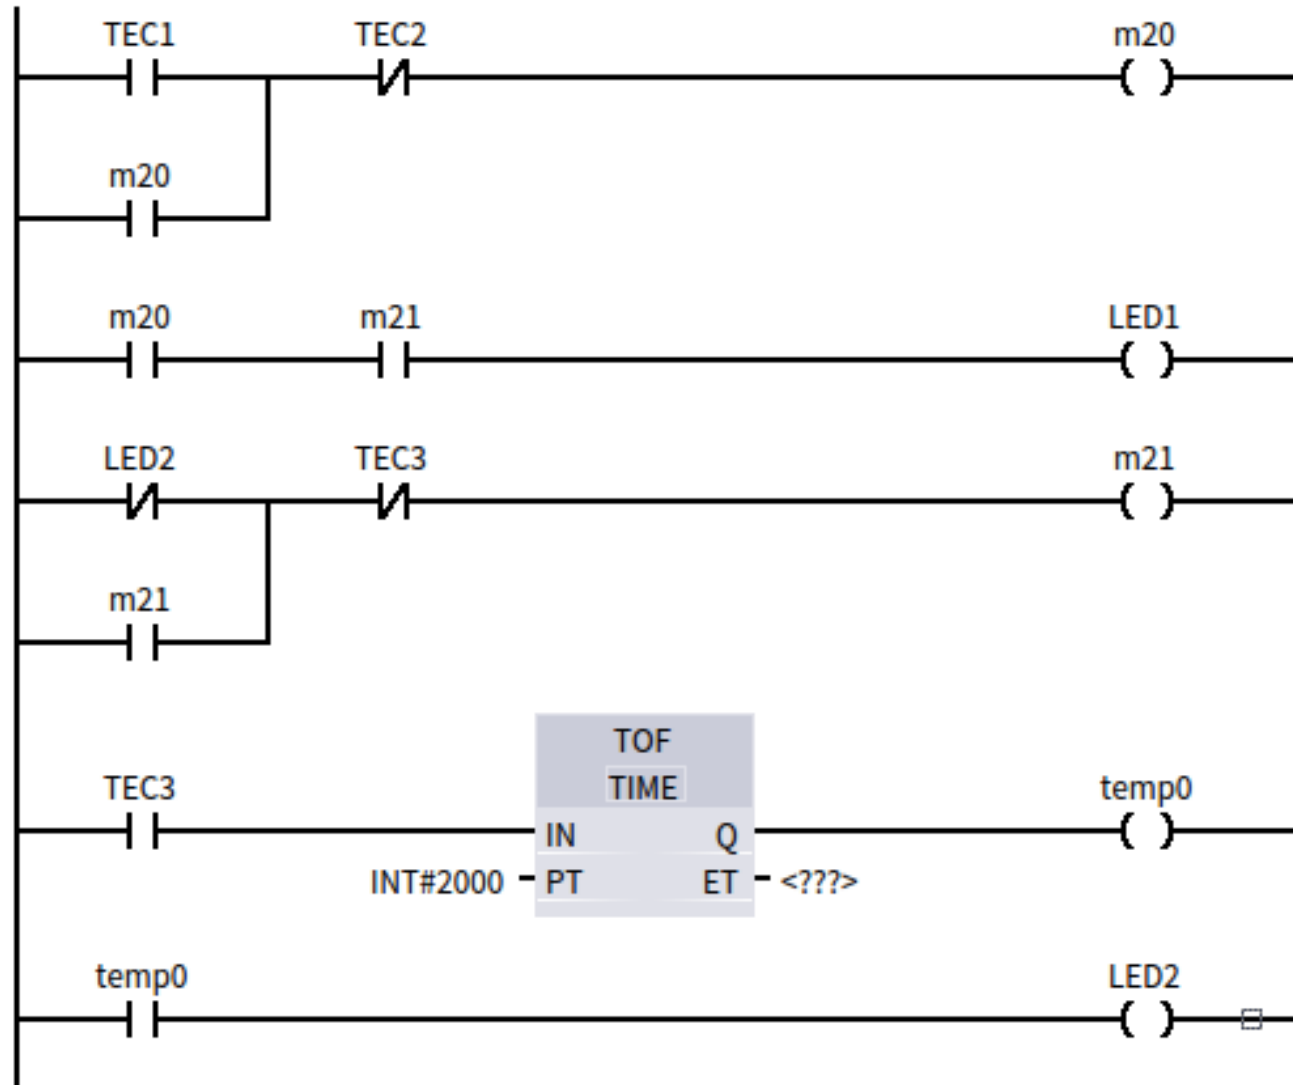 TEC1 TEC2 m20
m20
m20 m21 LED1
LED2 TEC3 m21
m21
TOF
TEC3 TIME temp0
IN Q
INT#2000 PT ET <???>
temp0 LED2